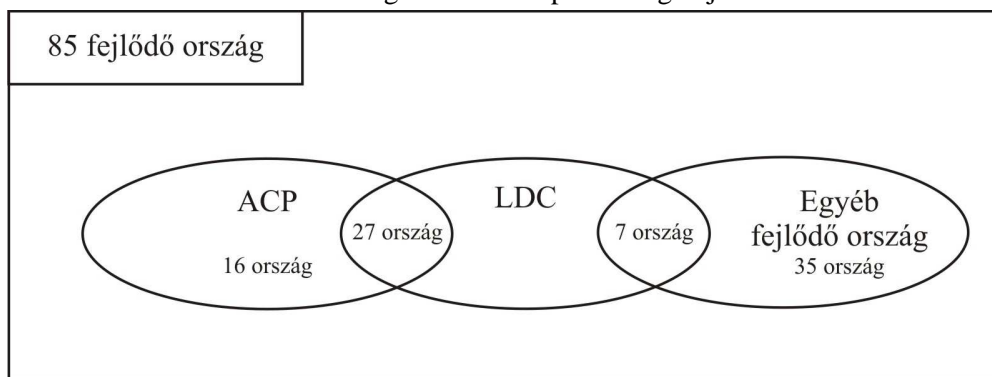 85 fejlődő ország
ACP
LDC
Egyéb
fejlődő ország
27 ország
7 ország
16 ország
35 ország